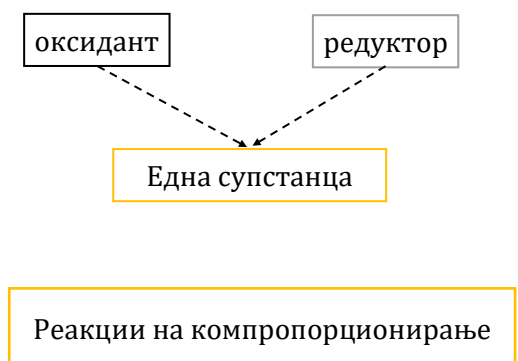 оксидант
редуктор
Една супстанца
Реакции на компропорционирање